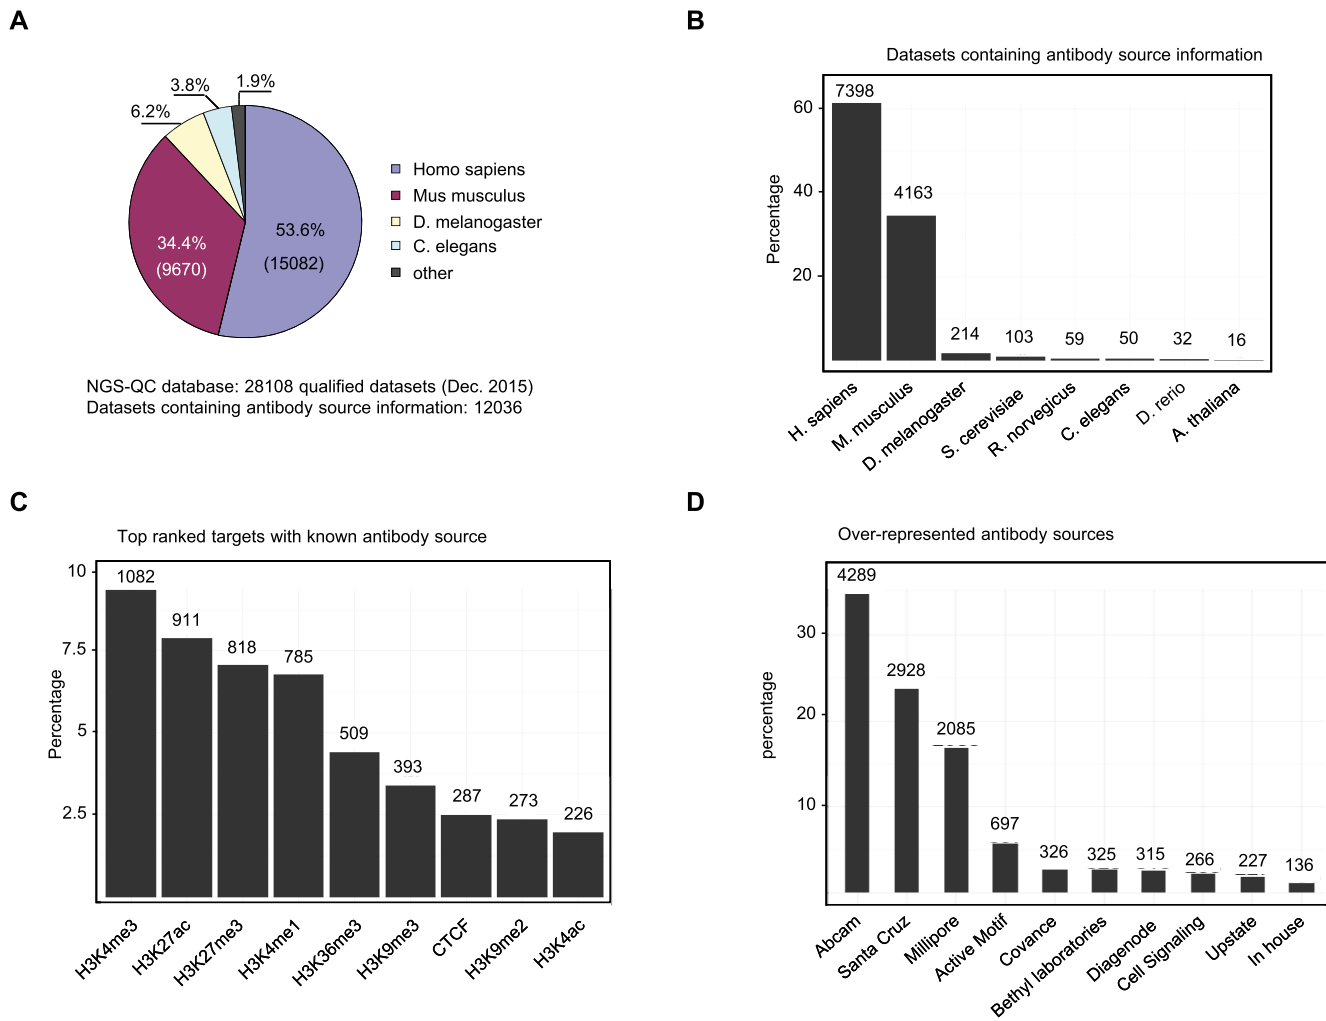 A
3.8%
1.9%
6.2%
34.4%
(9670)
53.6%
(15082)
Homo sapiens
Mus musculus
D. melanogaster
C. elegans
other
NGS-QC database: 28108 qualified datasets (Dec. 2015)
Datasets containing antibody source information: 12036
B
Datasets containing antibody source information
Percentage
60
40
20
7398
4163
214
103
59
50
32
16
H. sapiens
M. musculus
D. melanogaster
S. cerevisiae
R. norvegicus
C. elegans
D. rerio
A. thaliana
C
Top ranked targets with known antibody source
Percentage
10
7.5
5
2.5
1082
911
818
785
509
393
287
273
226
H3K4me3
H3K27ac
H3K27me3
H3K4me1
H3K36me3
H3K9me3
CTCF
H3K9me2
H3K4ac
D
Over-represented antibody sources
percentage
30
20
10
4289
2928
2085
697
326
325
315
266
227
136
Abcam
Santa Cruz
Millipore
Active Motif
Covance
Bethyl laboratories
Diagenode
Cell Signaling
Upstate
In house